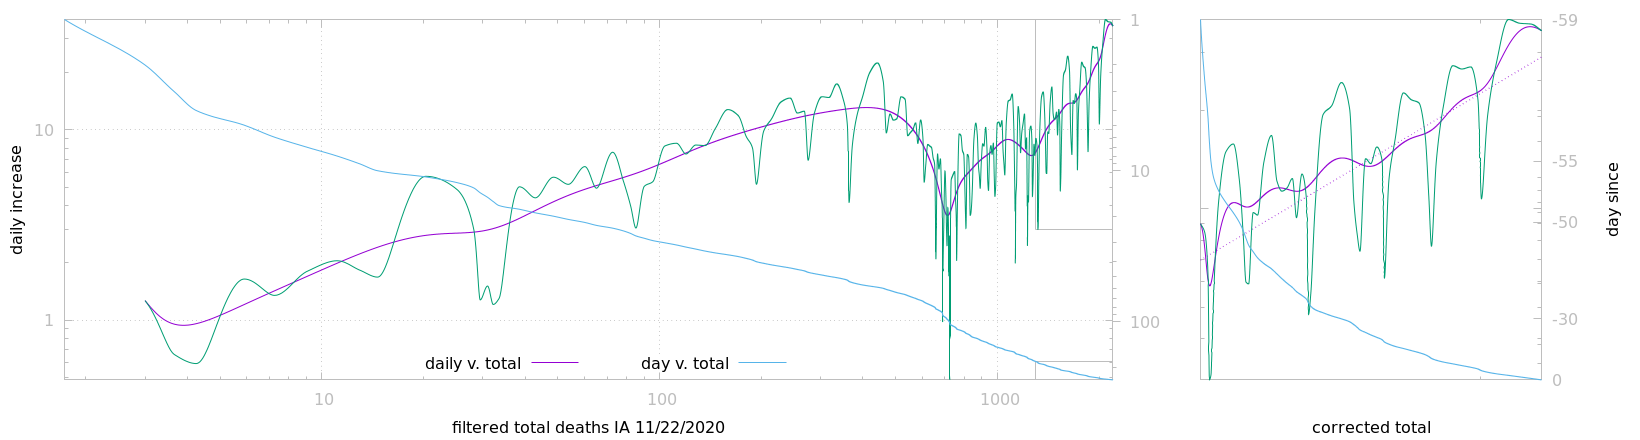 daily increase
10
1
1
10
100
daily v. total
day v. total
10
100
1000
filtered total deaths IA 11/22/2020
-59
-55
-50
-30
0
day since
corrected total